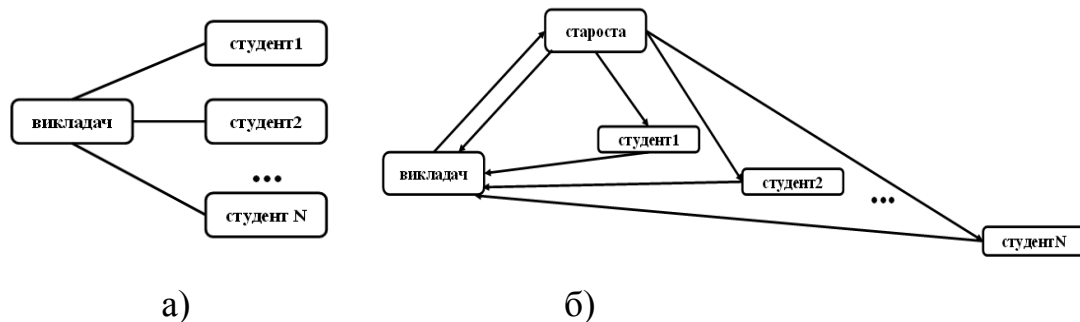 студент1
викладач
студент2
...
студент N
а)
староста
студент1
викладач
студент2
...
студентN
б)